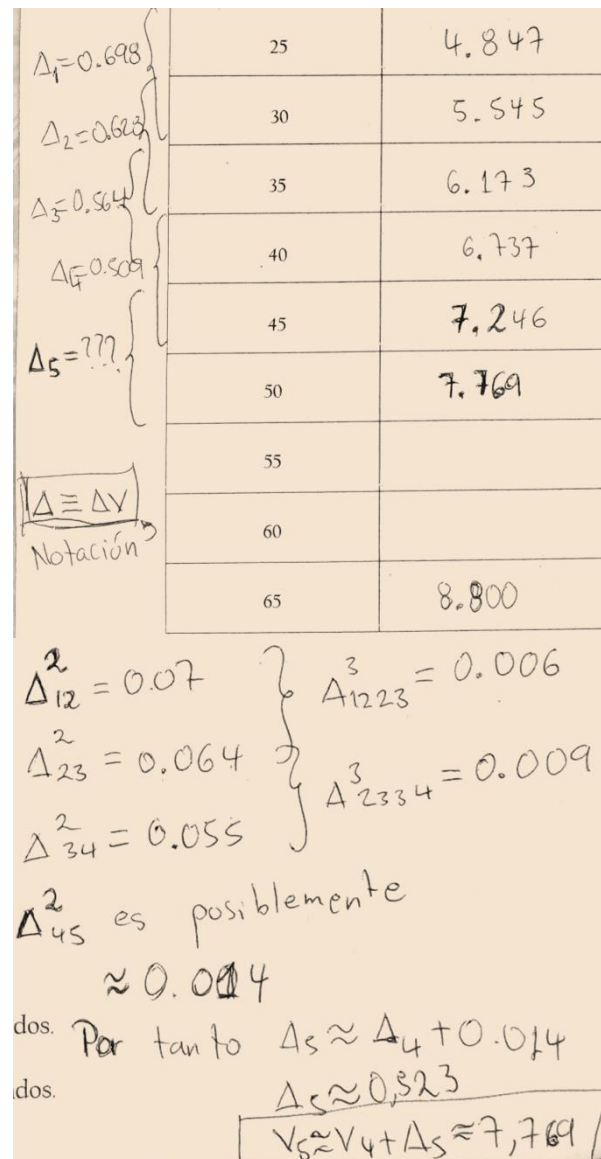 Δ₁=0.698
25 4.847
Δ₂=0.628
30 5.545
Δ₃=0.564
35 6.173
Δ₄=0.509
40 6.737
45 7.246
Δ₅=???
50 7.769
55
Δ ≡ ΔV
Notación
60
65 8.800
Δ²₁₂ = 0.07
Δ³₁₂₂₃ = 0.006
Δ²₂₃ = 0.064
Δ³₂₃₃₄ = 0.009
Δ²₃₄ = 0.055
Δ²₄₅ es posiblemente
≈ 0.014
dos. Por tanto Δ₅ ≈ Δ₄ + 0.014
dos. Δ₅ ≈ 0,523
V₅ ≈ V₄ + Δ₅ ≈ 7,769